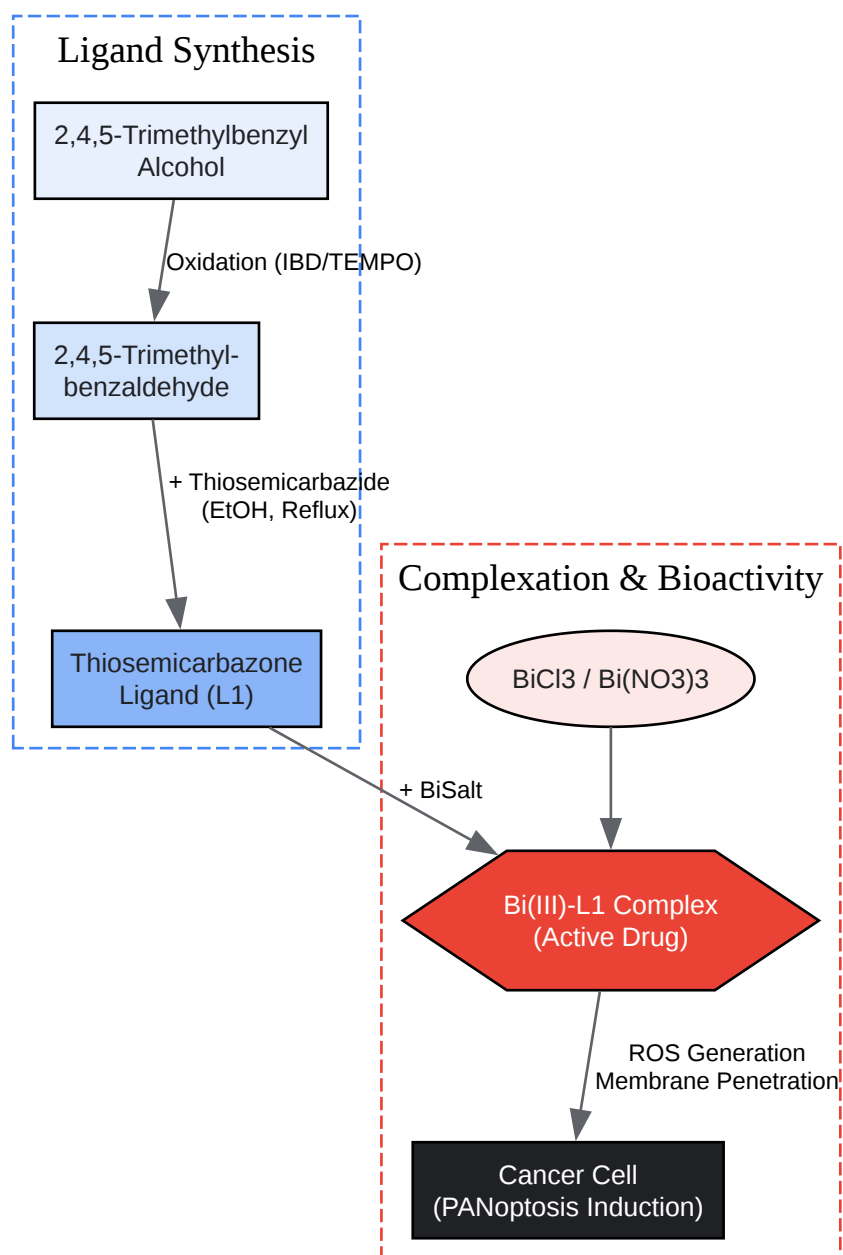 Ligand Synthesis
2,4,5-Trimethylbenzyl
Alcohol
Oxidation (IBD/TEMPO)
2,4,5-Trimethyl-
benzaldehyde
+ Thiosemicarbazide
(EtOH, Reflux)
Thiosemicarbazone
Ligand (L1)
Complexation & Bioactivity
BiCl3 / Bi(NO3)3
+ BiSalt
Bi(III)-L1 Complex
(Active Drug)
ROS Generation
Membrane Penetration
Cancer Cell
(PANoptosis Induction)